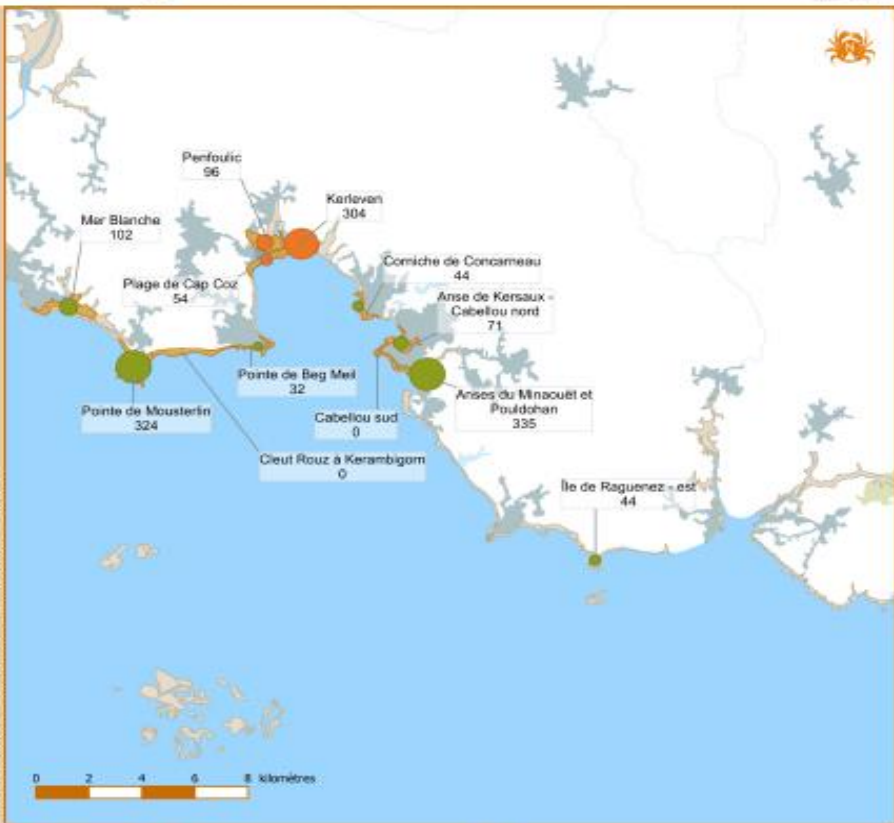 N
Penfoulic
96
Kerleven
304
Mer Blanche
102
Plage de Cap Coz
54
Corniche de Concarneau
44
Anse de Kersaux -
Cabellou nord
71
Pointe de Beg Meil
32
Anses du Minaouët et
Pouldohan
335
Pointe de Mousterlin
324
Cabellou sud
0
Cleut Rouz à Kerambigorn
0
Île de Raguenez - est
44
0 2 4 6 8 kilomètres